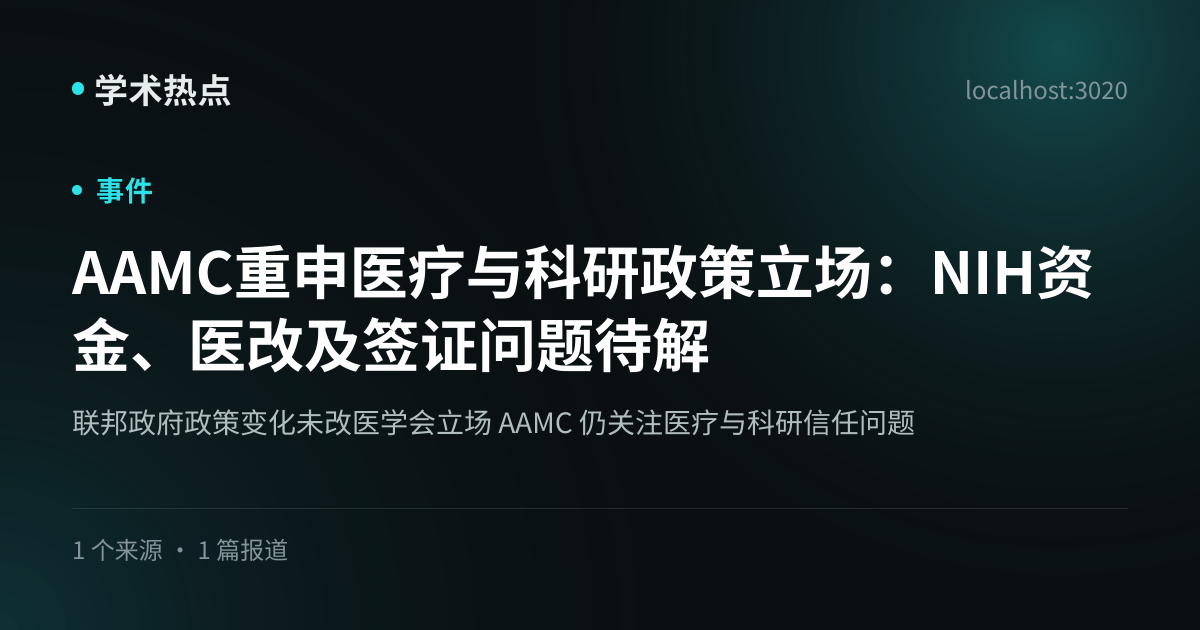 学术热点
localhost:3020
事件
AAMC重申医疗与科研政策立场：NIH资
金、医改及签证问题待解
联邦政府政策变化未改医学会立场 AAMC 仍关注医疗与科研信任问题
1 个来源 · 1 篇报道